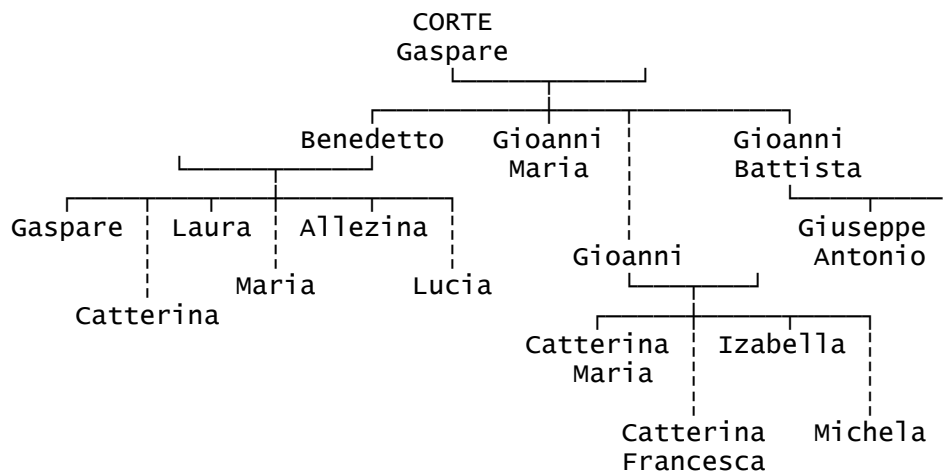 CORTE
Gaspare
Benedetto Gioanni Gioanni
Maria Battista
Gaspare Laura Allezina Giuseppe
Gioanni Antonio
Maria Lucia
Catterina
Catterina Izabella
Maria
Catterina Michela
Francesca